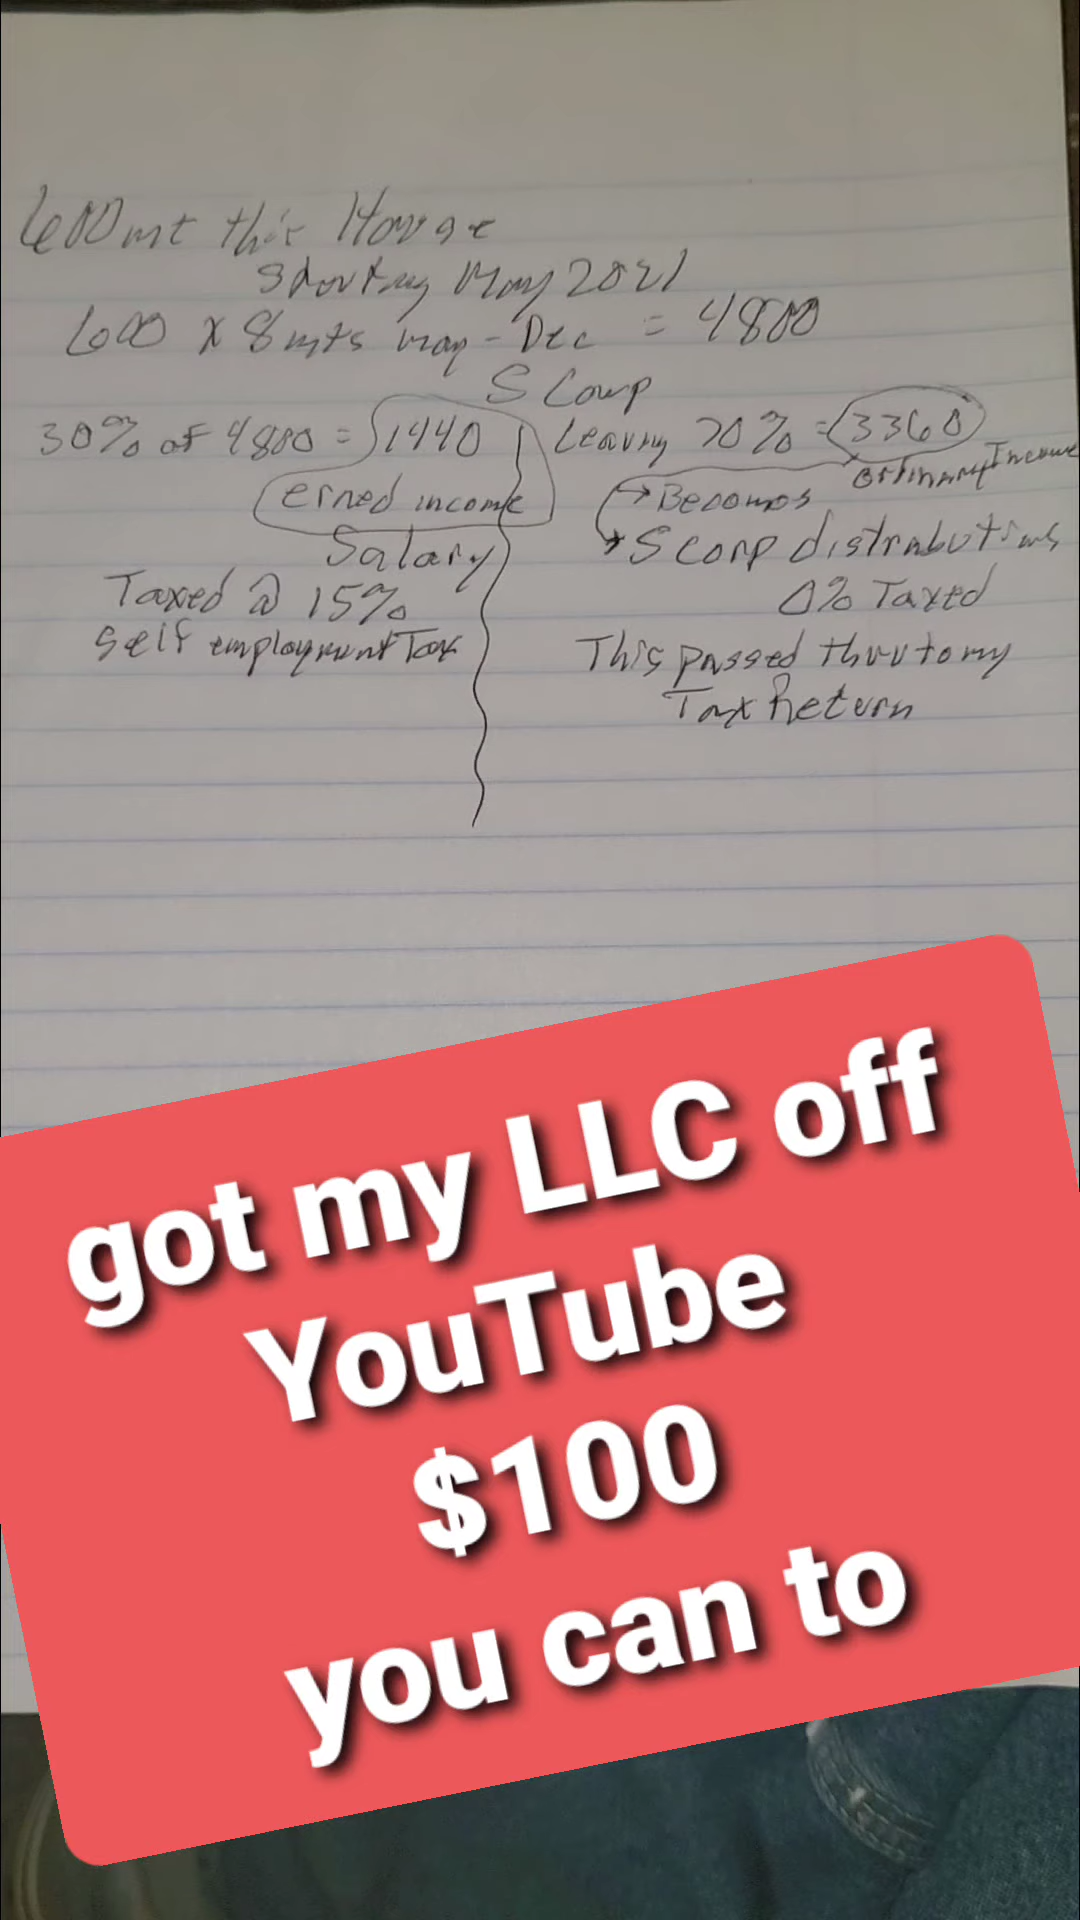 600 mt this House
Starting May 2021
600 x 8 mts may - Dec = 4800
S Corp
30% of 4800 = 1440
Leaving 70% = 3360
erned income
ordinary Income
Salary
→ Becomes
→ S corp distributions
Taxed @ 15%
0% Taxed
self employment Tax
This passed thru to my
Tax Return
got my LLC off
YouTube
$100
you can to